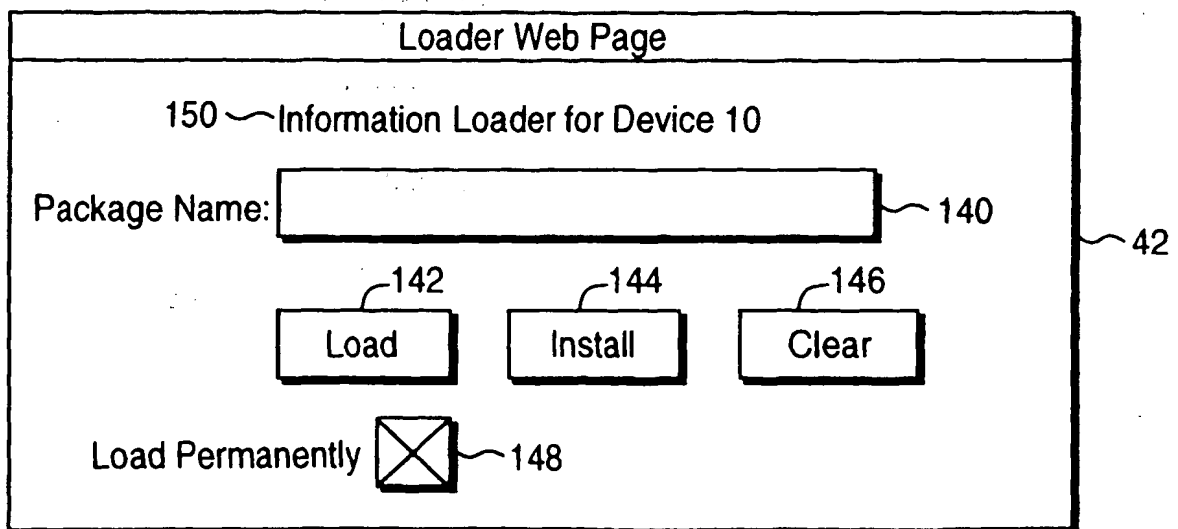 Loader Web Page
150 Information Loader for Device 10
Package Name: 140
42
142 144 146
Load Install Clear
Load Permanently 148